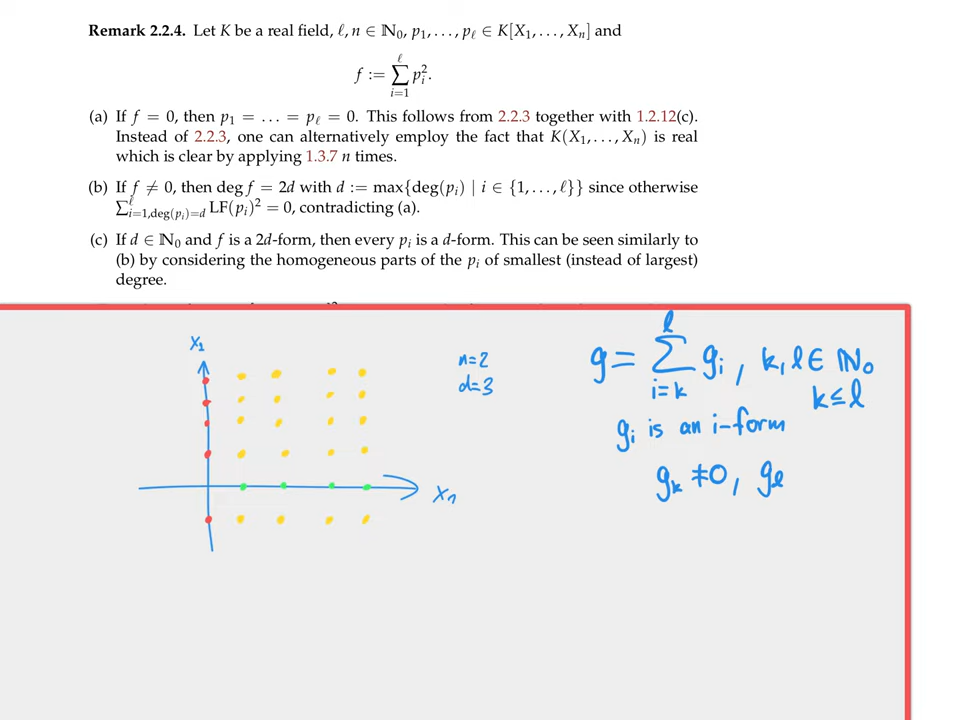 Remark 2.2.4. Let K be a real field, ℓ, n ∈ ℕ₀, p₁, . . . , p_ℓ ∈ K[X₁, . . . , Xₙ] and
f := ∑_{i=1}^{ℓ} p_i².
(a) If f = 0, then p₁ = . . . = p_ℓ = 0. This follows from 2.2.3 together with 1.2.12(c).
Instead of 2.2.3, one can alternatively employ the fact that K(X₁, . . . , Xₙ) is real
which is clear by applying 1.3.7 n times.
(b) If f ≠ 0, then deg f = 2d with d := max{deg(p_i) | i ∈ {1, . . . , ℓ}} since otherwise
∑_{i=1,deg(p_i)=d}^{ℓ} LF(p_i)² = 0, contradicting (a).
(c) If d ∈ ℕ₀ and f is a 2d-form, then every p_i is a d-form. This can be seen similarly to
(b) by considering the homogeneous parts of the p_i of smallest (instead of largest)
degree.
X₂
n=2
d=3
X₁
g = ∑_{i=k}^{ℓ} g_i , k, ℓ ∈ ℕ₀
k ≤ ℓ
g_i is an i-form
g_k ≠ 0, g_ℓ